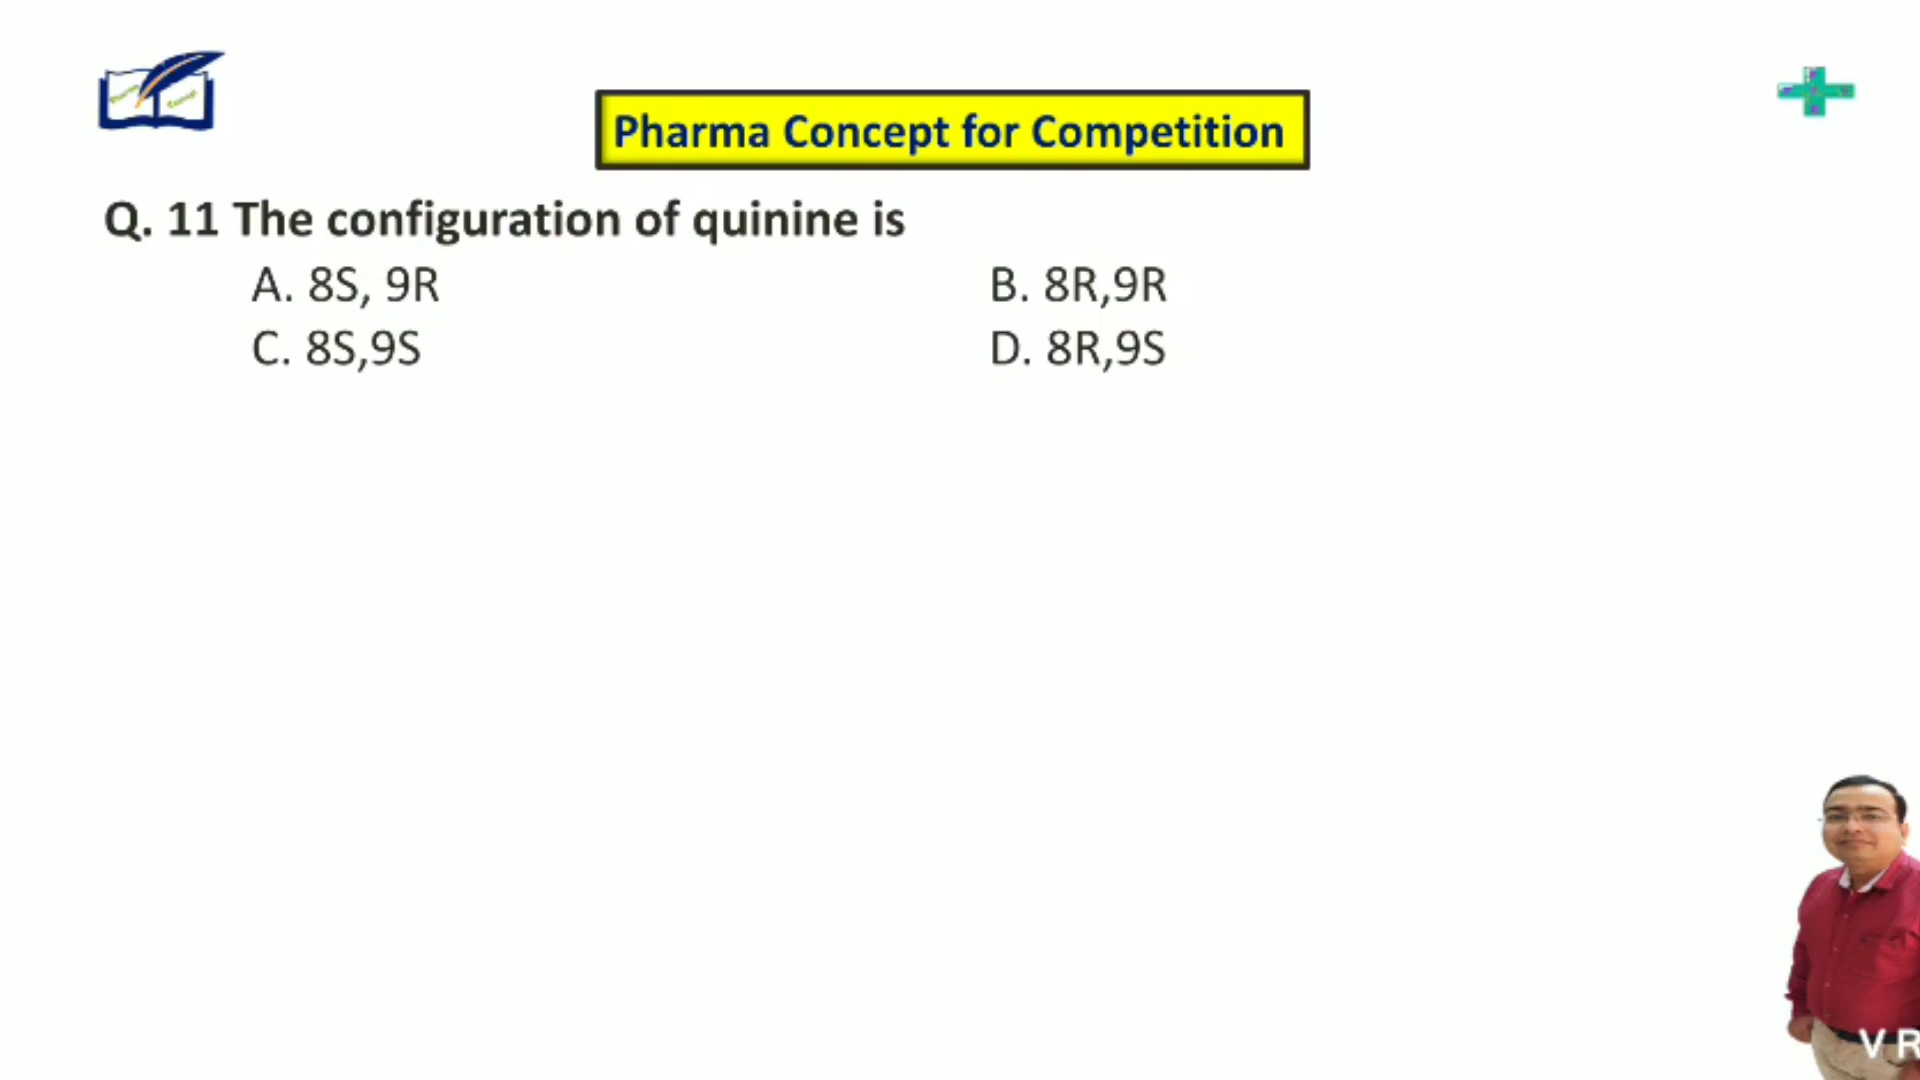 Pharma Concept for Competition
Q. 11 The configuration of quinine is
A. 8S, 9R B. 8R,9R
C. 8S,9S D. 8R,9S
V R